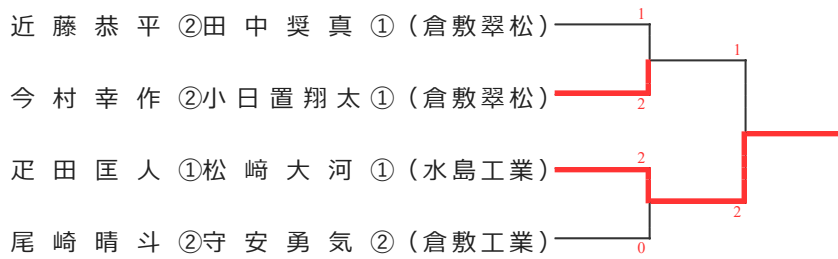 近藤恭平②田中奨真①(倉敷翠松)
今村幸作②小日置翔太①(倉敷翠松)
疋田匡人①松﨑大河①(水島工業)
尾崎晴斗②守安勇気②(倉敷工業)
1
2
2
0
1
2